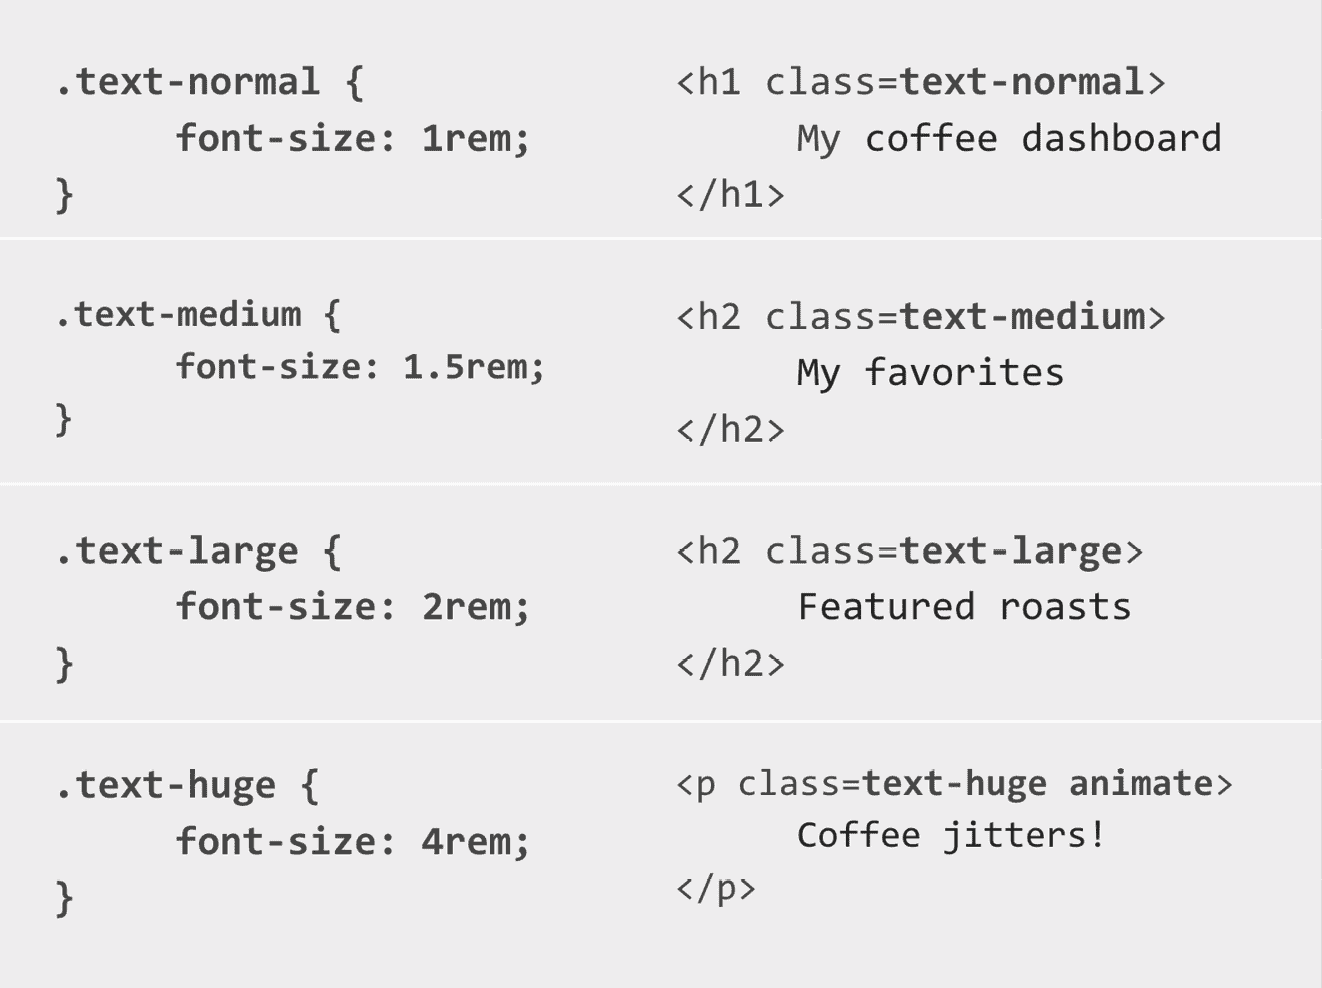 .text-normal {
font-size: 1rem;
}
<h1 class=text-normal>
My coffee dashboard
</h1>
.text-medium {
font-size: 1.5rem;
}
<h2 class=text-medium>
My favorites
</h2>
.text-large {
font-size: 2rem;
}
<h2 class=text-large>
Featured roasts
</h2>
.text-huge {
font-size: 4rem;
}
<p class=text-huge animate>
Coffee jitters!
</p>